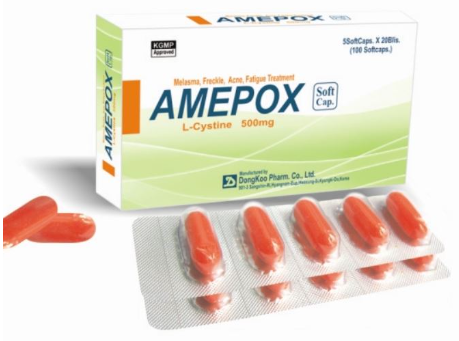 KGMP
Approved
5SoftCaps. X 20Blis.
(100 Softcaps.)
Melasma, Freckle, Acne, Fatigue Treatment
AMEPOX
Soft
Cap.
L-Cystine 500mg
Manufactured by
DongKoo Pharm. Co., Ltd.
AMEPOX